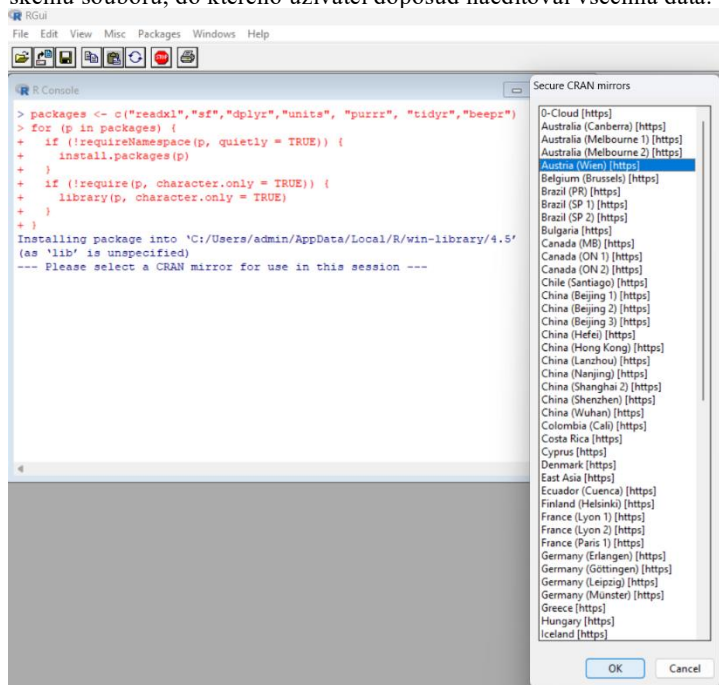 skému souboru, do kterého uživatel doposud naeditoval všechna data.
RGui
File Edit View Misc Packages Windows Help
STOP
R Console
> packages <- c("readxl","sf","dplyr","units", "purrr", "tidyr","beepr")
> for (p in packages) {
+   if (!requireNamespace(p, quietly = TRUE)) {
+     install.packages(p)
+   }
+   if (!require(p, character.only = TRUE)) {
+     library(p, character.only = TRUE)
+   }
+ }
Installing package into ‘C:/Users/admin/AppData/Local/R/win-library/4.5’
(as ‘lib’ is unspecified)
--- Please select a CRAN mirror for use in this session ---
Secure CRAN mirrors
0-Cloud [https]
Australia (Canberra) [https]
Australia (Melbourne 1) [https]
Australia (Melbourne 2) [https]
Austria (Wien) [https]
Belgium (Brussels) [https]
Brazil (PR) [https]
Brazil (SP 1) [https]
Brazil (SP 2) [https]
Bulgaria [https]
Canada (MB) [https]
Canada (ON 1) [https]
Canada (ON 2) [https]
Chile (Santiago) [https]
China (Beijing 1) [https]
China (Beijing 2) [https]
China (Beijing 3) [https]
China (Hefei) [https]
China (Hong Kong) [https]
China (Lanzhou) [https]
China (Nanjing) [https]
China (Shanghai 2) [https]
China (Shenzhen) [https]
China (Wuhan) [https]
Colombia (Cali) [https]
Costa Rica [https]
Cyprus [https]
Denmark [https]
East Asia [https]
Ecuador (Cuenca) [https]
Finland (Helsinki) [https]
France (Lyon 1) [https]
France (Lyon 2) [https]
France (Paris 1) [https]
Germany (Erlangen) [https]
Germany (Göttingen) [https]
Germany (Leipzig) [https]
Germany (Münster) [https]
Greece [https]
Hungary [https]
Iceland [https]
OK
Cancel